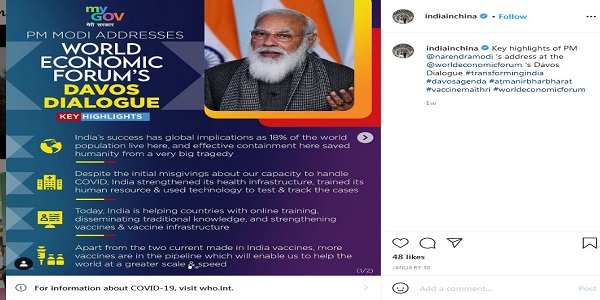 my
GOV
मेरी सरकार
PM MODI ADDRESSES
WORLD
ECONOMIC
FORUM'S
DAVOS
DIALOGUE
KEY HIGHLIGHTS
India's success has global implications as 18% of the world
population live here, and effective containment here saved
humanity from a very big tragedy
Despite the initial misgivings about our capacity to handle
COVID, India strengthened its health infrastructure, trained its
human resource & used technology to test & track the cases
Today, India is helping countries with online training,
disseminating traditional knowledge, and strengthening
vaccines & vaccine infrastructure
Apart from the two current made in India vaccines, more
vaccines are in the pipeline which will enable us to help the
world at a greater scale & speed
(1/2)
For information about COVID-19, visit who.int.
indiainchina • Follow
indiainchina Key highlights of PM
@narendramodi 's address at the
@worldeconomicforum 's Davos
Dialogue #transformingindia
#davosagenda #atmanirbharbharat
#vaccinemaithri #worldeconomicforum
1w
48 likes
JANUARY 30
Add a comment...
Post